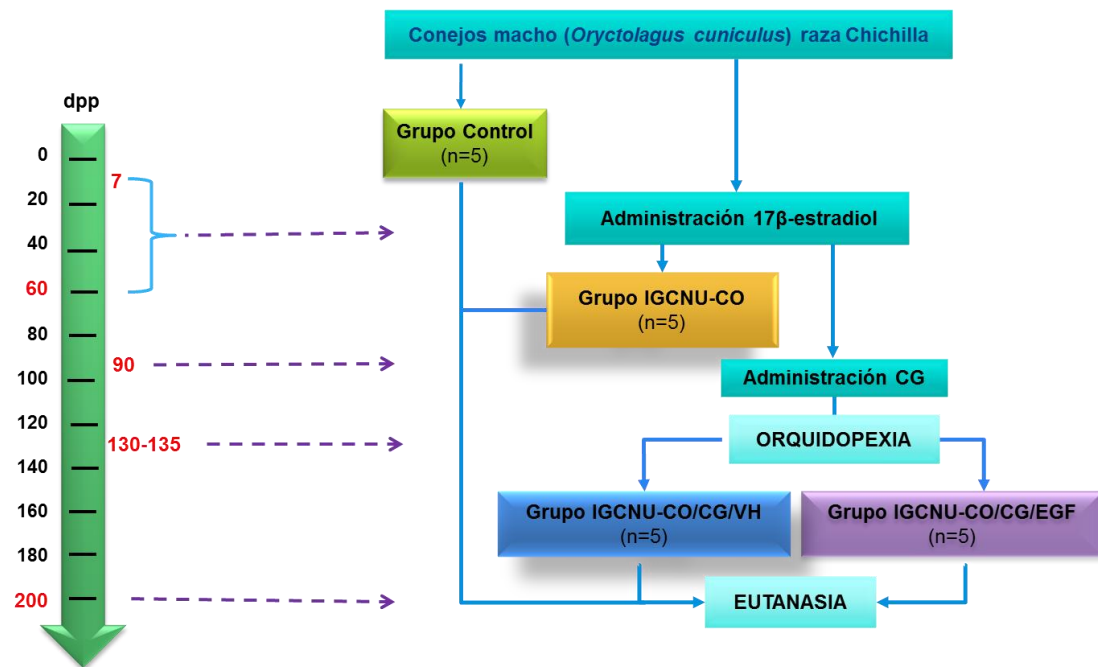 Conejos macho (Oryctolagus cuniculus) raza Chichilla
dpp
0
20
40
60
80
100
120
140
160
180
200
7
90
130-135
Grupo Control
(n=5)
Administración 17β-estradiol
Grupo IGCNU-CO
(n=5)
Administración CG
ORQUIDOPEXIA
Grupo IGCNU-CO/CG/VH
(n=5)
Grupo IGCNU-CO/CG/EGF
(n=5)
EUTANASIA